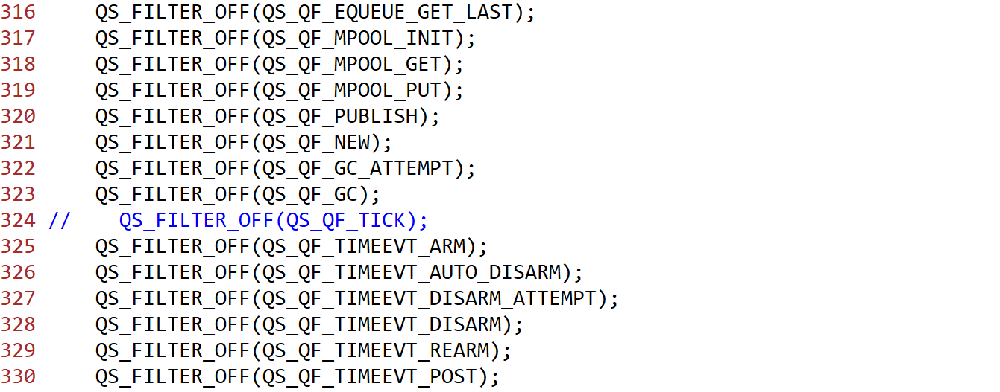 316     QS_FILTER_OFF(QS_QF_EQUEUE_GET_LAST);
317     QS_FILTER_OFF(QS_QF_MPOOL_INIT);
318     QS_FILTER_OFF(QS_QF_MPOOL_GET);
319     QS_FILTER_OFF(QS_QF_MPOOL_PUT);
320     QS_FILTER_OFF(QS_QF_PUBLISH);
321     QS_FILTER_OFF(QS_QF_NEW);
322     QS_FILTER_OFF(QS_QF_GC_ATTEMPT);
323     QS_FILTER_OFF(QS_QF_GC);
324 //    QS_FILTER_OFF(QS_QF_TICK);
325     QS_FILTER_OFF(QS_QF_TIMEEVT_ARM);
326     QS_FILTER_OFF(QS_QF_TIMEEVT_AUTO_DISARM);
327     QS_FILTER_OFF(QS_QF_TIMEEVT_DISARM_ATTEMPT);
328     QS_FILTER_OFF(QS_QF_TIMEEVT_DISARM);
329     QS_FILTER_OFF(QS_QF_TIMEEVT_REARM);
330     QS_FILTER_OFF(QS_QF_TIMEEVT_POST);